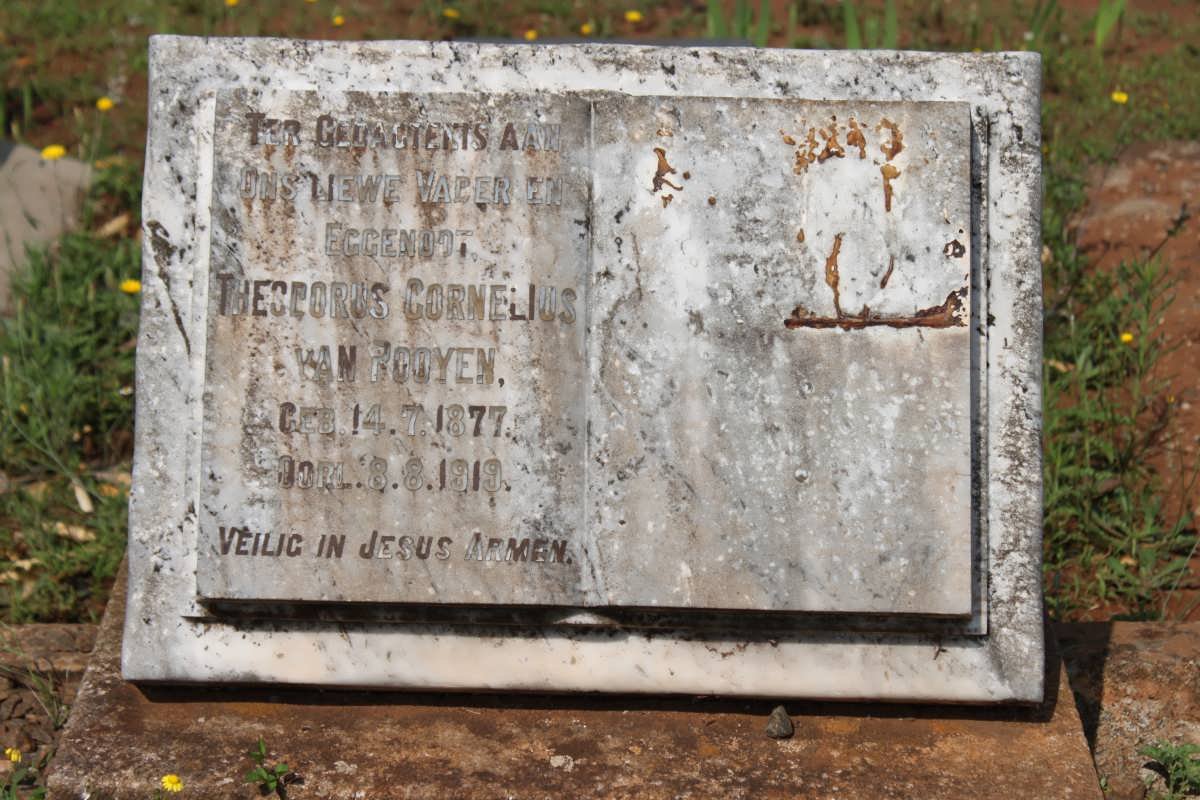 TER GEDAGTENIS AAN
ONS LIEWE VADER EN
EGGENOOT,
THEODORUS CORNELIUS
VAN ROOYEN,
GEB. 14.7.1877.
OORL. 8.8.1919.
VEILIG IN JESUS ARMEN.